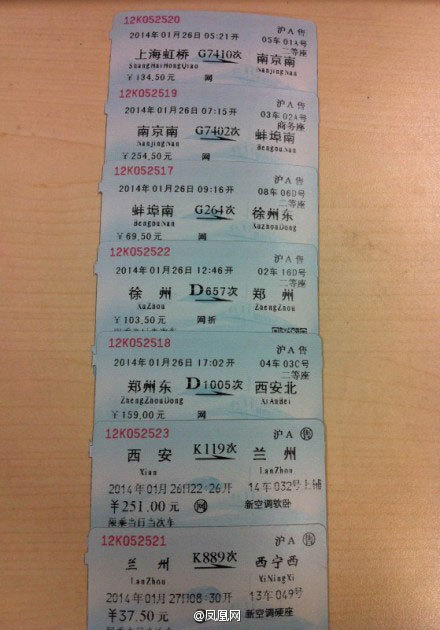 12K052520
沪A 售
2014年01月26日 05:21开
05车 01A号
上海虹桥 G7410次 南京南
ShangHaiHongQiao NanJingNan
￥134.50元 网
12K052519
沪A 售
2014年01月26日 07:15开
03车 02A号
商务座
南京南 G7402次 蚌埠南
NanJingNan BengBuNan
￥254.50元 网
12K052517
沪A 售
2014年01月26日 09:16开
08车 06D号
二等座
蚌埠南 G264次 徐州东
BengBuNan XuZhouDong
￥69.50元 网
12K052522
沪A 售
2014年01月26日 12:46开
02车 16D号
二等座
徐州 D657次 郑州
XuZhou ZhengZhou
￥103.50元 网折
12K052518
沪A 售
2014年01月26日 17:02开
04车 03C号
二等座
郑州东 D1005次 西安北
ZhengZhouDong XiAnBei
￥159.00元 网
12K052523
沪A 售
西安 K119次 兰州
Xian LanZhou
2014年01月26日22:26开 14车032号上铺
￥251.00元 网 新空调软卧
限乘当日当次车
12K052521
沪A 售
兰州 K889次 西宁西
LanZhou XiNingXi
2014年01月27日08:30开 13车049号
￥37.50元 新空调硬座
@凤凰网